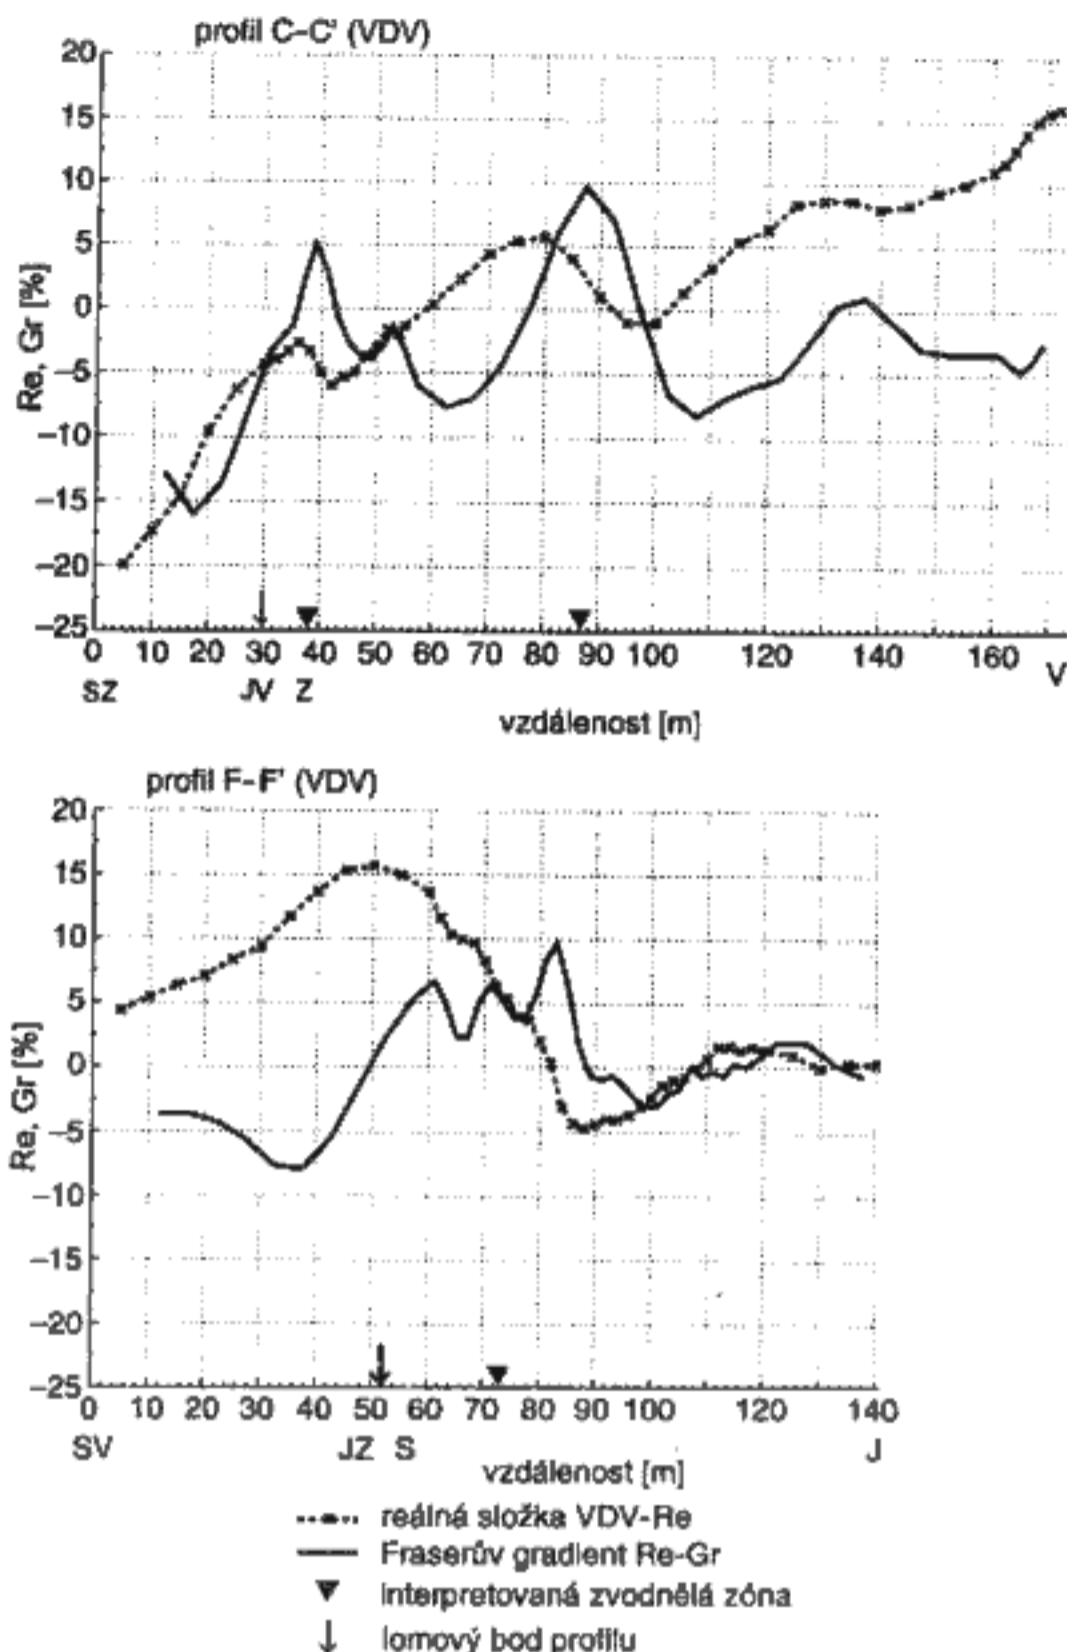 profil C-C' (VDV)
20
15
10
5
0
-5
-10
-15
-20
-25
Re, Gr [%]
0 10 20 30 40 50 60 70 80 90 100 120 140 160
SZ JV Z V
vzdálenost [m]
profil F-F' (VDV)
20
15
10
5
0
-5
-10
-15
-20
-25
Re, Gr [%]
0 10 20 30 40 50 60 70 80 90 100 120 140
SV JZ S J
vzdálenost [m]
reálná složka VDV-Re
Fraserův gradient Re-Gr
Interpretovaná zvodnělá zóna
lomový bod profilu